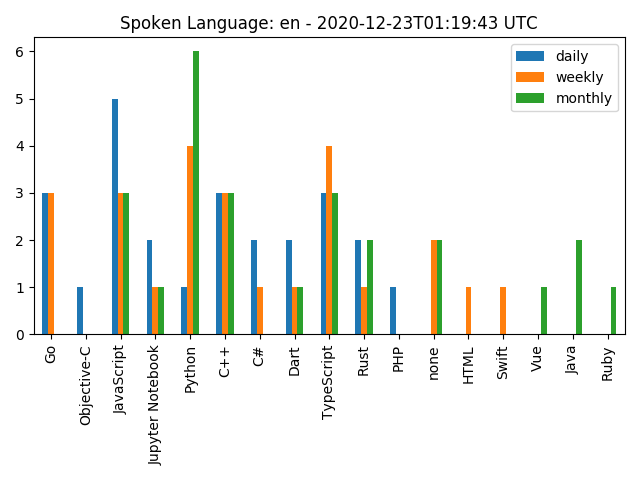 Spoken Language: en - 2020-12-23T01:19:43 UTC
daily
weekly
monthly
6
5
4
3
2
1
0
Go
Objective-C
JavaScript
Jupyter Notebook
Python
C++
C#
Dart
TypeScript
Rust
PHP
none
HTML
Swift
Vue
Java
Ruby